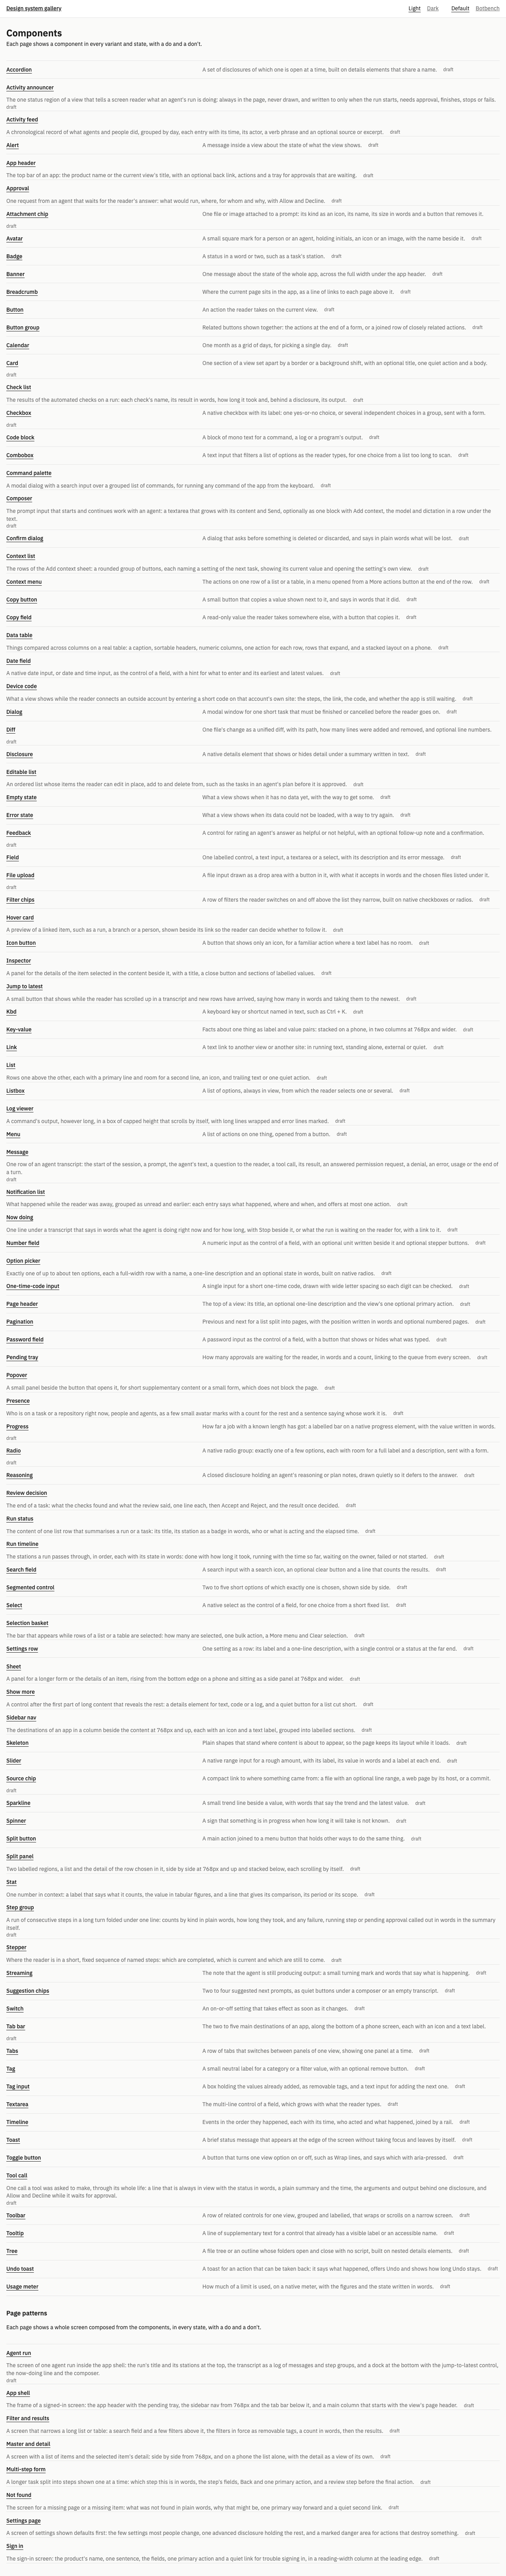 Design system gallery
Light Dark Default Botbench
Components
Each page shows a component in every variant and state, with a do and a don't.
Accordion A set of disclosures of which one is open at a time, built on details elements that share a name. draft
Activity announcer
The one status region of a view that tells a screen reader what an agent's run is doing: always in the page, never drawn, and written to only when the run starts, needs approval, finishes, stops or fails.
draft
Activity feed
A chronological record of what agents and people did, grouped by day, each entry with its time, its actor, a verb phrase and an optional source or excerpt. draft
Alert A message inside a view about the state of what the view shows. draft
App header
The top bar of an app: the product name or the current view's title, with an optional back link, actions and a tray for approvals that are waiting. draft
Approval
One request from an agent that waits for the reader's answer: what would run, where, for whom and why, with Allow and Decline. draft
Attachment chip One file or image attached to a prompt: its kind as an icon, its name, its size in words and a button that removes it.
draft
Avatar A small square mark for a person or an agent, holding initials, an icon or an image, with the name beside it. draft
Badge A status in a word or two, such as a task's station. draft
Banner One message about the state of the whole app, across the full width under the app header. draft
Breadcrumb Where the current page sits in the app, as a line of links to each page above it. draft
Button An action the reader takes on the current view. draft
Button group Related buttons shown together: the actions at the end of a form, or a joined row of closely related actions. draft
Calendar One month as a grid of days, for picking a single day. draft
Card One section of a view set apart by a border or a background shift, with an optional title, one quiet action and a body.
draft
Check list
The results of the automated checks on a run: each check's name, its result in words, how long it took and, behind a disclosure, its output. draft
Checkbox A native checkbox with its label: one yes-or-no choice, or several independent choices in a group, sent with a form.
draft
Code block A block of mono text for a command, a log or a program's output. draft
Combobox A text input that filters a list of options as the reader types, for one choice from a list too long to scan. draft
Command palette
A modal dialog with a search input over a grouped list of commands, for running any command of the app from the keyboard. draft
Composer
The prompt input that starts and continues work with an agent: a textarea that grows with its content and Send, optionally as one block with Add context, the model and dictation in a row under the
text.
draft
Confirm dialog A dialog that asks before something is deleted or discarded, and says in plain words what will be lost. draft
Context list
The rows of the Add context sheet: a rounded group of buttons, each naming a setting of the next task, showing its current value and opening the setting's own view. draft
Context menu The actions on one row of a list or a table, in a menu opened from a More actions button at the end of the row. draft
Copy button A small button that copies a value shown next to it, and says in words that it did. draft
Copy field A read-only value the reader takes somewhere else, with a button that copies it. draft
Data table
Things compared across columns on a real table: a caption, sortable headers, numeric columns, one action for each row, rows that expand, and a stacked layout on a phone. draft
Date field
A native date input, or date and time input, as the control of a field, with a hint for what to enter and its earliest and latest values. draft
Device code
What a view shows while the reader connects an outside account by entering a short code on that account's own site: the steps, the link, the code, and whether the app is still waiting. draft
Dialog A modal window for one short task that must be finished or cancelled before the reader goes on. draft
Diff One file's change as a unified diff, with its path, how many lines were added and removed, and optional line numbers.
draft
Disclosure A native details element that shows or hides detail under a summary written in text. draft
Editable list
An ordered list whose items the reader can edit in place, add to and delete from, such as the tasks in an agent's plan before it is approved. draft
Empty state What a view shows when it has no data yet, with the way to get some. draft
Error state What a view shows when its data could not be loaded, with a way to try again. draft
Feedback A control for rating an agent's answer as helpful or not helpful, with an optional follow-up note and a confirmation.
draft
Field One labelled control, a text input, a textarea or a select, with its description and its error message. draft
File upload A file input drawn as a drop area with a button in it, with what it accepts in words and the chosen files listed under it.
draft
Filter chips A row of filters the reader switches on and off above the list they narrow, built on native checkboxes or radios. draft
Hover card
A preview of a linked item, such as a run, a branch or a person, shown beside its link so the reader can decide whether to follow it. draft
Icon button A button that shows only an icon, for a familiar action where a text label has no room. draft
Inspector
A panel for the details of the item selected in the content beside it, with a title, a close button and sections of labelled values. draft
Jump to latest
A small button that shows while the reader has scrolled up in a transcript and new rows have arrived, saying how many in words and taking them to the newest. draft
Kbd A keyboard key or shortcut named in text, such as Ctrl + K. draft
Key-value Facts about one thing as label and value pairs: stacked on a phone, in two columns at 768px and wider. draft
Link A text link to another view or another site: in running text, standing alone, external or quiet. draft
List
Rows one above the other, each with a primary line and room for a second line, an icon, and trailing text or one quiet action. draft
Listbox A list of options, always in view, from which the reader selects one or several. draft
Log viewer
A command's output, however long, in a box of capped height that scrolls by itself, with long lines wrapped and error lines marked. draft
Menu A list of actions on one thing, opened from a button. draft
Message
One row of an agent transcript: the start of the session, a prompt, the agent's text, a question to the reader, a tool call, its result, an answered permission request, a denial, an error, usage or the end of
a turn.
draft
Notification list
What happened while the reader was away, grouped as unread and earlier: each entry says what happened, where and when, and offers at most one action. draft
Now doing
One line under a transcript that says in words what the agent is doing right now and for how long, with Stop beside it, or what the run is waiting on the reader for, with a link to it. draft
Number field A numeric input as the control of a field, with an optional unit written beside it and optional stepper buttons. draft
Option picker
Exactly one of up to about ten options, each a full-width row with a name, a one-line description and an optional state in words, built on native radios. draft
One-time-code input A single input for a short one-time code, drawn with wide letter spacing so each digit can be checked. draft
Page header The top of a view: its title, an optional one-line description and the view's one optional primary action. draft
Pagination Previous and next for a list split into pages, with the position written in words and optional numbered pages. draft
Password field A password input as the control of a field, with a button that shows or hides what was typed. draft
Pending tray How many approvals are waiting for the reader, in words and a count, linking to the queue from every screen. draft
Popover
A small panel beside the button that opens it, for short supplementary content or a small form, which does not block the page. draft
Presence
Who is on a task or a repository right now, people and agents, as a few small avatar marks with a count for the rest and a sentence saying whose work it is. draft
Progress How far a job with a known length has got: a labelled bar on a native progress element, with the value written in words.
draft
Radio A native radio group: exactly one of a few options, each with room for a full label and a description, sent with a form.
draft
Reasoning A closed disclosure holding an agent's reasoning or plan notes, drawn quietly so it defers to the answer. draft
Review decision
The end of a task: what the checks found and what the review said, one line each, then Accept and Reject, and the result once decided. draft
Run status
The content of one list row that summarises a run or a task: its title, its station as a badge in words, who or what is acting and the elapsed time. draft
Run timeline
The stations a run passes through, in order, each with its state in words: done with how long it took, running with the time so far, waiting on the owner, failed or not started. draft
Search field A search input with a search icon, an optional clear button and a line that counts the results. draft
Segmented control Two to five short options of which exactly one is chosen, shown side by side. draft
Select A native select as the control of a field, for one choice from a short fixed list. draft
Selection basket
The bar that appears while rows of a list or a table are selected: how many are selected, one bulk action, a More menu and Clear selection. draft
Settings row One setting as a row: its label and a one-line description, with a single control or a status at the far end. draft
Sheet
A panel for a longer form or the details of an item, rising from the bottom edge on a phone and sitting as a side panel at 768px and wider. draft
Show more
A control after the first part of long content that reveals the rest: a details element for text, code or a log, and a quiet button for a list cut short. draft
Sidebar nav
The destinations of an app in a column beside the content at 768px and up, each with an icon and a text label, grouped into labelled sections. draft
Skeleton Plain shapes that stand where content is about to appear, so the page keeps its layout while it loads. draft
Slider A native range input for a rough amount, with its label, its value in words and a label at each end. draft
Source chip A compact link to where something came from: a file with an optional line range, a web page by its host, or a commit.
draft
Sparkline A small trend line beside a value, with words that say the trend and the latest value. draft
Spinner A sign that something is in progress when how long it will take is not known. draft
Split button A main action joined to a menu button that holds other ways to do the same thing. draft
Split panel
Two labelled regions, a list and the detail of the row chosen in it, side by side at 768px and up and stacked below, each scrolling by itself. draft
Stat
One number in context: a label that says what it counts, the value in tabular figures, and a line that gives its comparison, its period or its scope. draft
Step group
A run of consecutive steps in a long turn folded under one line: counts by kind in plain words, how long they took, and any failure, running step or pending approval called out in words in the summary
itself.
draft
Stepper
Where the reader is in a short, fixed sequence of named steps: which are completed, which is current and which are still to come. draft
Streaming The note that the agent is still producing output: a small turning mark and words that say what is happening. draft
Suggestion chips Two to four suggested next prompts, as quiet buttons under a composer or an empty transcript. draft
Switch An on-or-off setting that takes effect as soon as it changes. draft
Tab bar The two to five main destinations of an app, along the bottom of a phone screen, each with an icon and a text label.
draft
Tabs A row of tabs that switches between panels of one view, showing one panel at a time. draft
Tag A small neutral label for a category or a filter value, with an optional remove button. draft
Tag input A box holding the values already added, as removable tags, and a text input for adding the next one. draft
Textarea The multi-line control of a field, which grows with what the reader types. draft
Timeline Events in the order they happened, each with its time, who acted and what happened, joined by a rail. draft
Toast A brief status message that appears at the edge of the screen without taking focus and leaves by itself. draft
Toggle button A button that turns one view option on or off, such as Wrap lines, and says which with aria-pressed. draft
Tool call
One call a tool was asked to make, through its whole life: a line that is always in view with the status in words, a plain summary and the time, the arguments and output behind one disclosure, and
Allow and Decline while it waits for approval.
draft
Toolbar A row of related controls for one view, grouped and labelled, that wraps or scrolls on a narrow screen. draft
Tooltip A line of supplementary text for a control that already has a visible label or an accessible name. draft
Tree A file tree or an outline whose folders open and close with no script, built on nested details elements. draft
Undo toast A toast for an action that can be taken back: it says what happened, offers Undo and shows how long Undo stays. draft
Usage meter How much of a limit is used, on a native meter, with the figures and the state written in words. draft
Page patterns
Each page shows a whole screen composed from the components, in every state, with a do and a don't.
Agent run
The screen of one agent run inside the app shell: the run's title and its stations at the top, the transcript as a log of messages and step groups, and a dock at the bottom with the jump-to-latest control,
the now-doing line and the composer.
draft
App shell
The frame of a signed-in screen: the app header with the pending tray, the sidebar nav from 768px and the tab bar below it, and a main column that starts with the view's page header. draft
Filter and results
A screen that narrows a long list or table: a search field and a few filters above it, the filters in force as removable tags, a count in words, then the results. draft
Master and detail
A screen with a list of items and the selected item's detail: side by side from 768px, and on a phone the list alone, with the detail as a view of its own. draft
Multi-step form
A longer task split into steps shown one at a time: which step this is in words, the step's fields, Back and one primary action, and a review step before the final action. draft
Not found
The screen for a missing page or a missing item: what was not found in plain words, why that might be, one primary way forward and a quiet second link. draft
Settings page
A screen of settings shown defaults first: the few settings most people change, one advanced disclosure holding the rest, and a marked danger area for actions that destroy something. draft
Sign in
The sign-in screen: the product's name, one sentence, the fields, one primary action and a quiet link for trouble signing in, in a reading-width column at the leading edge. draft